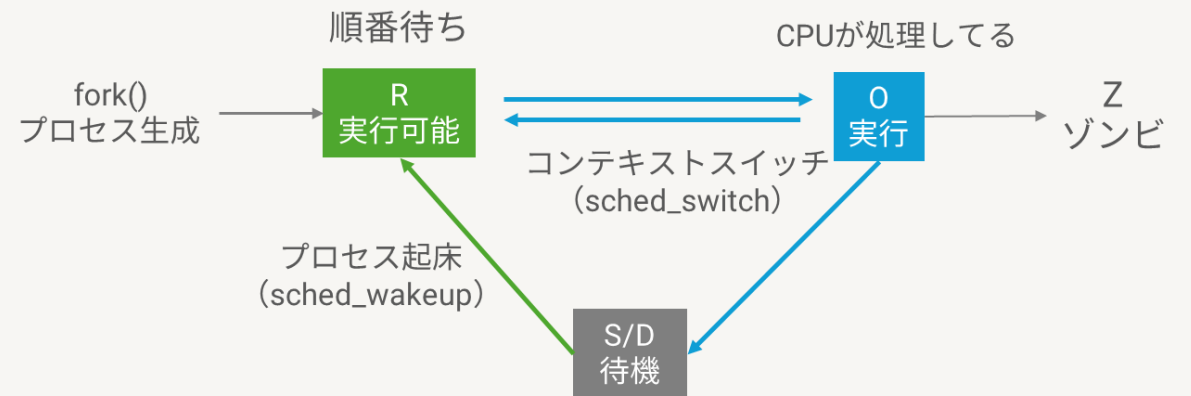 順番待ち
CPUが処理してる
fork()
プロセス生成
R
実行可能
O
実行
Z
ゾンビ
コンテキストスイッチ
（sched_switch）
プロセス起床
（sched_wakeup）
S/D
待機